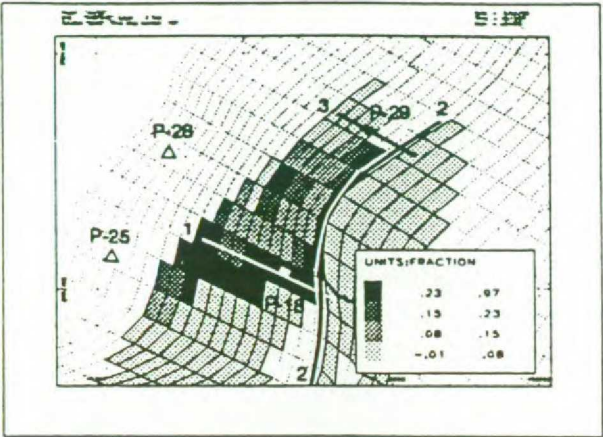 3
P-29
2
P-28
1
P-25
P-18
2
UNITS:FRACTION
.23 .97
.15 .23
.08 .15
-.01 .08